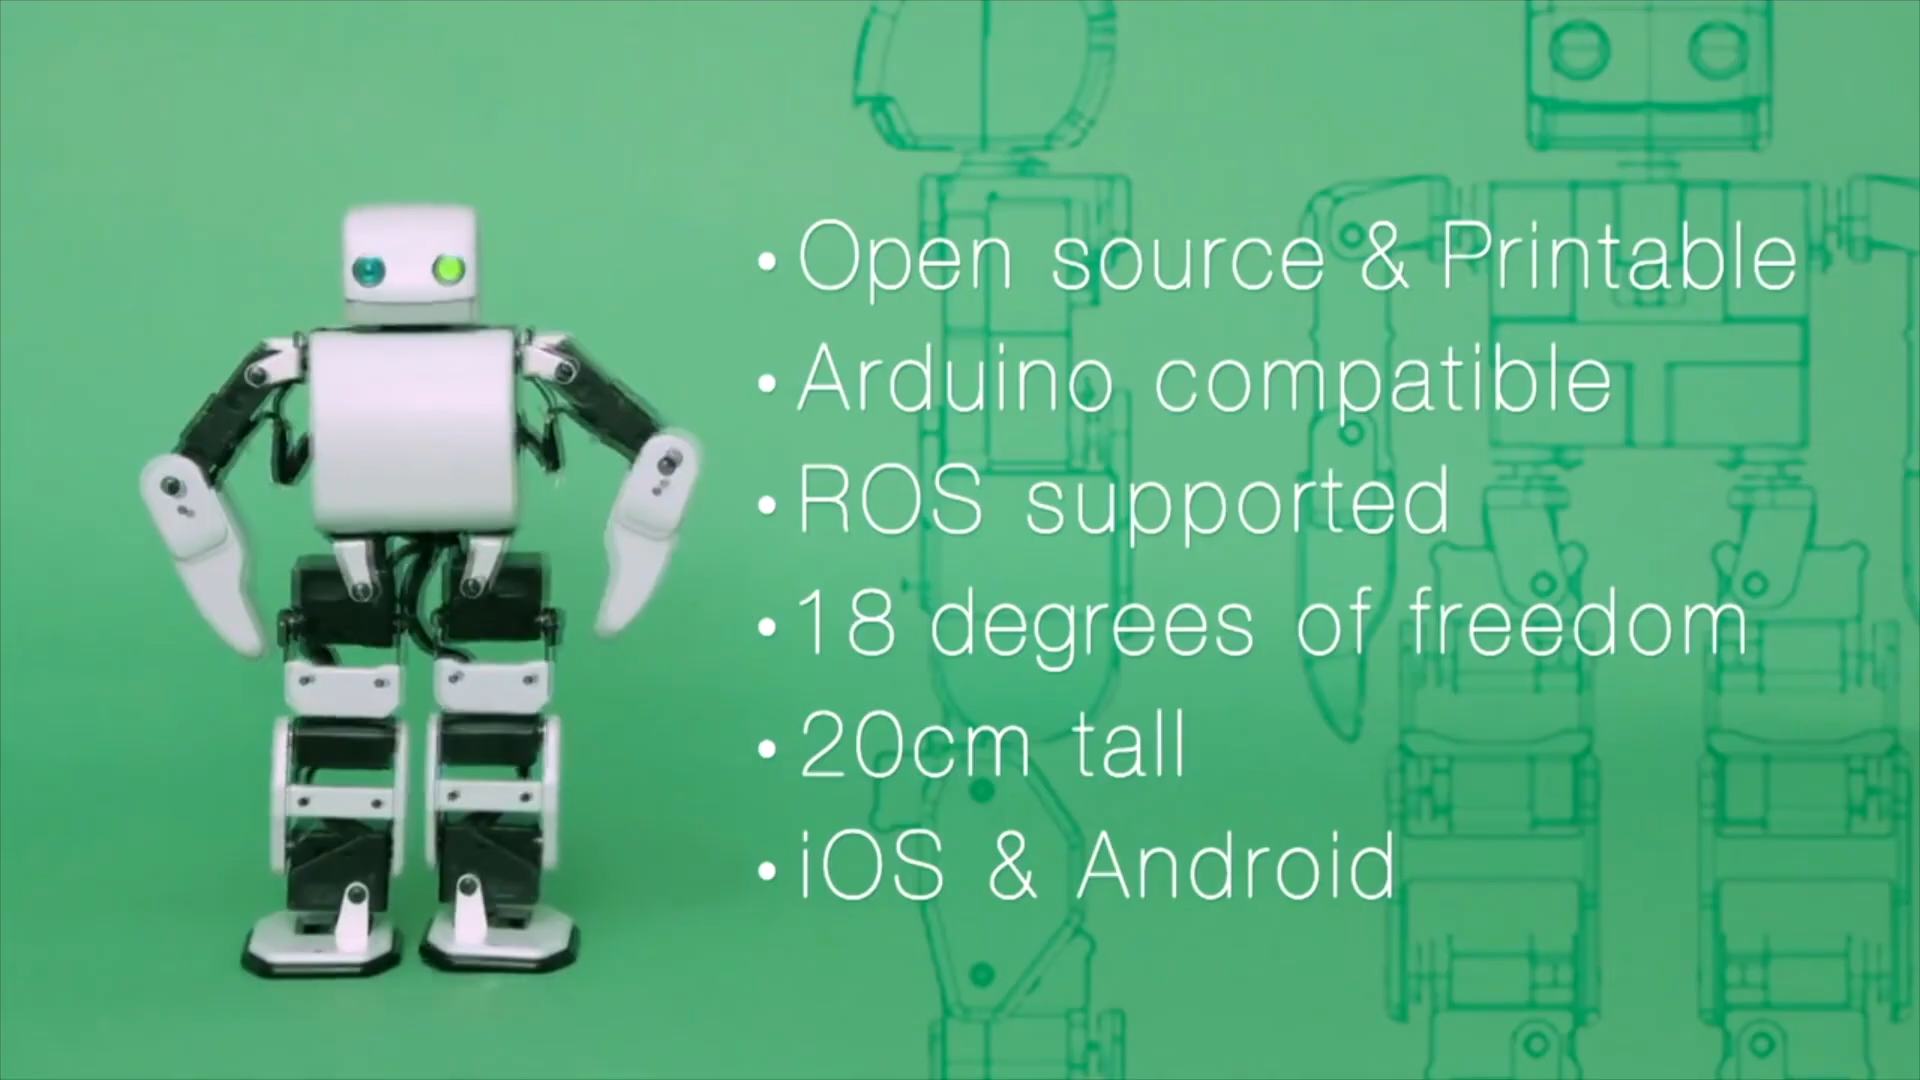 • Open source & Printable
• Arduino compatible
• ROS supported
• 18 degrees of freedom
• 20cm tall
• iOS & Android